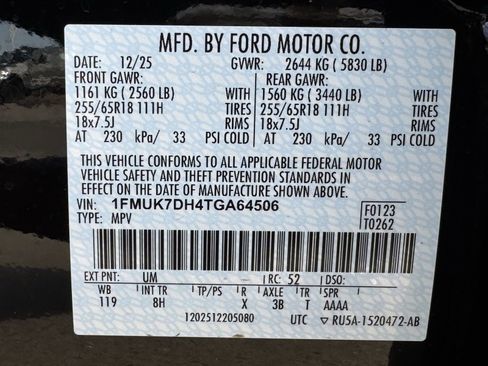 MFD. BY FORD MOTOR CO.
DATE: 12/25 GVWR: 2644 KG ( 5830 LB)
FRONT GAWR: REAR GAWR:
1161 KG ( 2560 LB) WITH 1560 KG ( 3440 LB) WITH
255/65R18 111H TIRES 255/65R18 111H TIRES
18x7.5J RIMS 18x7.5J RIMS
AT 230 kPa/ 33 PSI COLD AT 230 kPa/ 33 PSI COLD
THIS VEHICLE CONFORMS TO ALL APPLICABLE FEDERAL MOTOR
VEHICLE SAFETY AND THEFT PREVENTION STANDARDS IN
EFFECT ON THE DATE OF MANUFACTURE SHOWN ABOVE.
VIN: 1FMUK7DH4TGA64506 F0123
TYPE: MPV T0262
EXT PNT: UM RC: 52 DSO:
WB INT TR TP/PS R AXLE TR SPR
119 8H X 3B T AAAA
1202512205080 UTC RU5A-1520472-AB